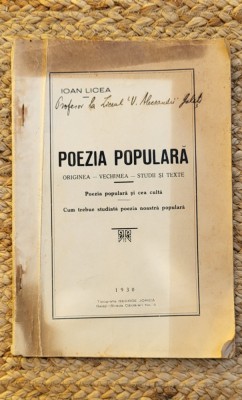 IOAN LICEA
Profesor la Liceul "V. Alecsandri" Galați
POEZIA POPULARĂ
ORIGINEA — VECHIMEA — STUDII ȘI TEXTE
Poezia populară și cea cultă
Cum trebue studiată poezia noastră populară
1930